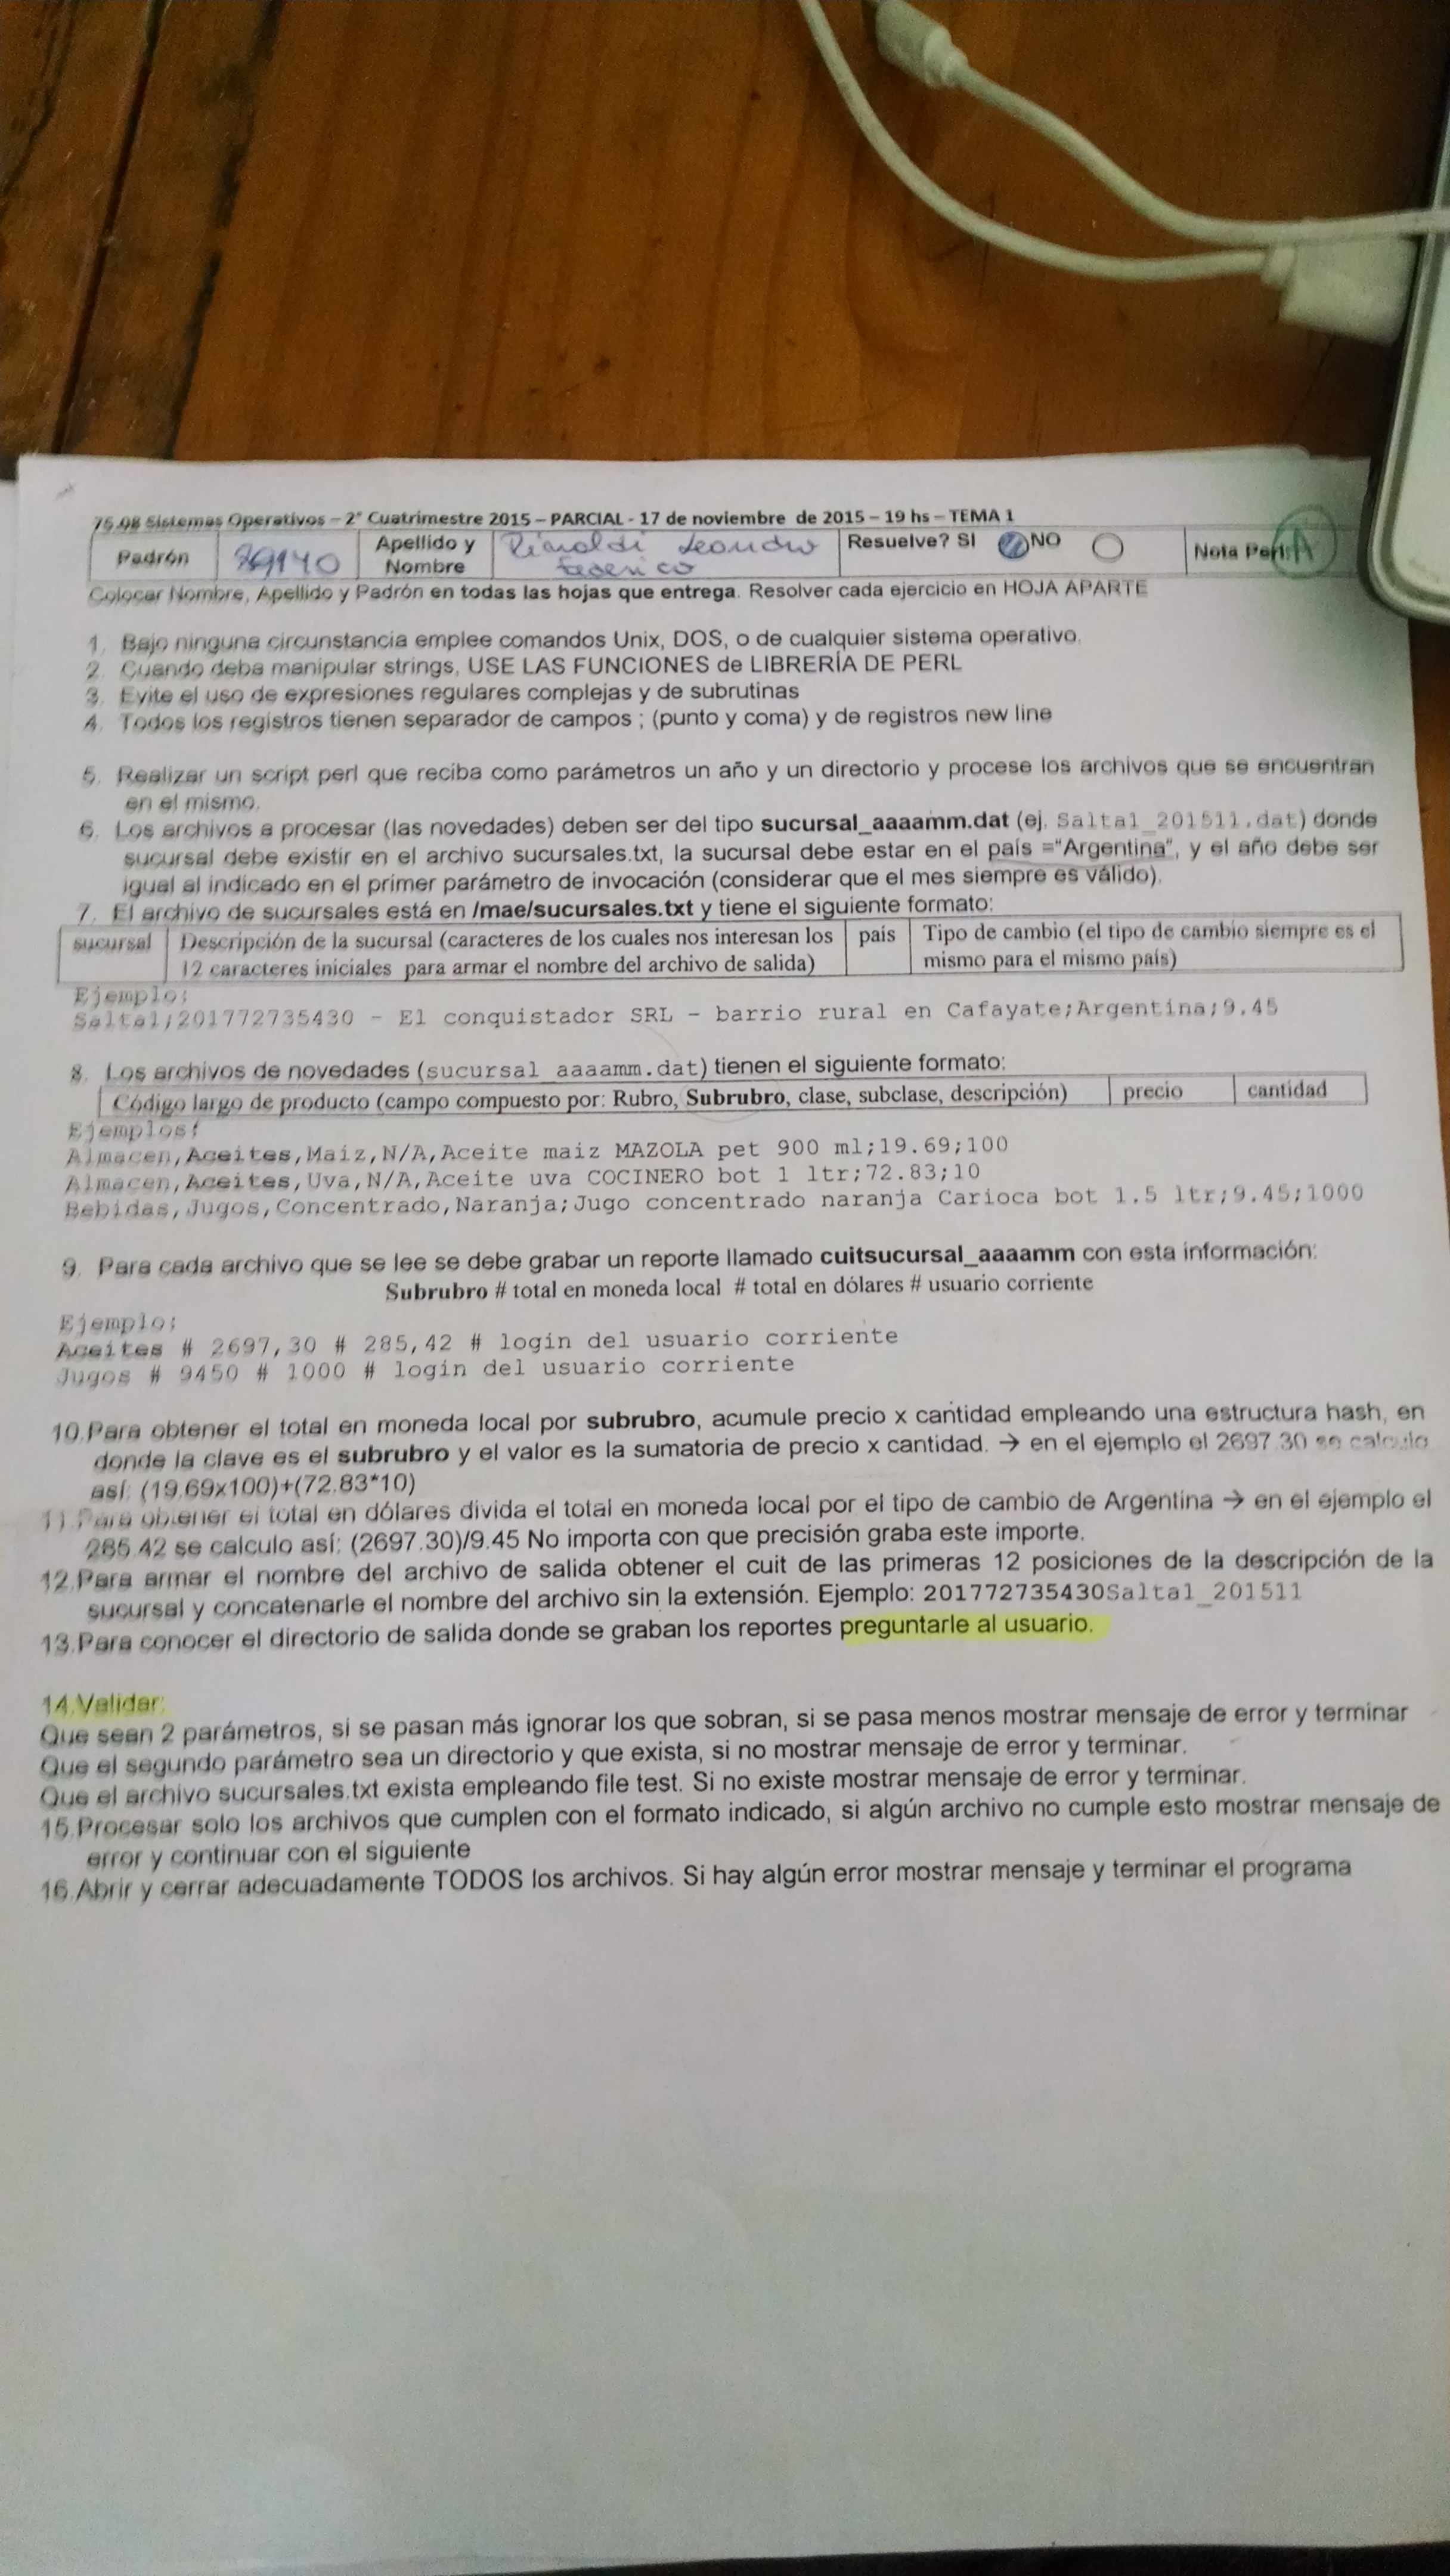 75.08 Sistemas Operativos – 2° Cuatrimestre 2015 – PARCIAL - 17 de noviembre de 2015 – 19 hs – TEMA 1
Padrón 79140 Apellido y Nombre Rinaldi Leandro Federico Resuelve? SI NO Nota Perl: A
Colocar Nombre, Apellido y Padrón en todas las hojas que entrega. Resolver cada ejercicio en HOJA APARTE
1. Bajo ninguna circunstancia emplee comandos Unix, DOS, o de cualquier sistema operativo.
2. Cuando deba manipular strings, USE LAS FUNCIONES de LIBRERÍA DE PERL
3. Evite el uso de expresiones regulares complejas y de subrutinas
4. Todos los registros tienen separador de campos ; (punto y coma) y de registros new line
5. Realizar un script perl que reciba como parámetros un año y un directorio y procese los archivos que se encuentran
en el mismo.
6. Los archivos a procesar (las novedades) deben ser del tipo sucursal_aaaamm.dat (ej. Saltal_201511.dat) donde
sucursal debe existir en el archivo sucursales.txt, la sucursal debe estar en el país ="Argentina", y el año debe ser
igual al indicado en el primer parámetro de invocación (considerar que el mes siempre es válido).
7. El archivo de sucursales está en /mae/sucursales.txt y tiene el siguiente formato:
sucursal Descripción de la sucursal (caracteres de los cuales nos interesan los país Tipo de cambio (el tipo de cambio siempre es el
12 caracteres iniciales para armar el nombre del archivo de salida) mismo para el mismo país)
Ejemplo:
Saltal;201772735430 - El conquistador SRL - barrio rural en Cafayate;Argentina;9.45
8. Los archivos de novedades (sucursal_aaaamm.dat) tienen el siguiente formato:
Código largo de producto (campo compuesto por: Rubro, Subrubro, clase, subclase, descripción) precio cantidad
Ejemplos:
Almacen,Aceites,Maiz,N/A,Aceite maiz MAZOLA pet 900 ml;19.69;100
Almacen,Aceites,Uva,N/A,Aceite uva COCINERO bot 1 ltr;72.83;10
Bebidas,Jugos,Concentrado,Naranja;Jugo concentrado naranja Carioca bot 1.5 ltr;9.45;1000
9. Para cada archivo que se lee se debe grabar un reporte llamado cuitsucursal_aaaamm con esta información:
Subrubro # total en moneda local # total en dólares # usuario corriente
Ejemplo:
Aceites # 2697,30 # 285,42 # login del usuario corriente
Jugos # 9450 # 1000 # login del usuario corriente
10.Para obtener el total en moneda local por subrubro, acumule precio x cantidad empleando una estructura hash, en
donde la clave es el subrubro y el valor es la sumatoria de precio x cantidad. → en el ejemplo el 2697.30 se calculo
así: (19.69x100)+(72.83*10)
11.Para obtener el total en dólares divida el total en moneda local por el tipo de cambio de Argentina → en el ejemplo el
285.42 se calculo así: (2697.30)/9.45 No importa con que precisión graba este importe.
12.Para armar el nombre del archivo de salida obtener el cuit de las primeras 12 posiciones de la descripción de la
sucursal y concatenarle el nombre del archivo sin la extensión. Ejemplo: 201772735430Saltal_201511
13.Para conocer el directorio de salida donde se graban los reportes preguntarle al usuario.
14.Validar:
Que sean 2 parámetros, si se pasan más ignorar los que sobran, si se pasa menos mostrar mensaje de error y terminar
Que el segundo parámetro sea un directorio y que exista, si no mostrar mensaje de error y terminar.
Que el archivo sucursales.txt exista empleando file test. Si no existe mostrar mensaje de error y terminar.
15.Procesar solo los archivos que cumplen con el formato indicado, si algún archivo no cumple esto mostrar mensaje de
error y continuar con el siguiente
16.Abrir y cerrar adecuadamente TODOS los archivos. Si hay algún error mostrar mensaje y terminar el programa